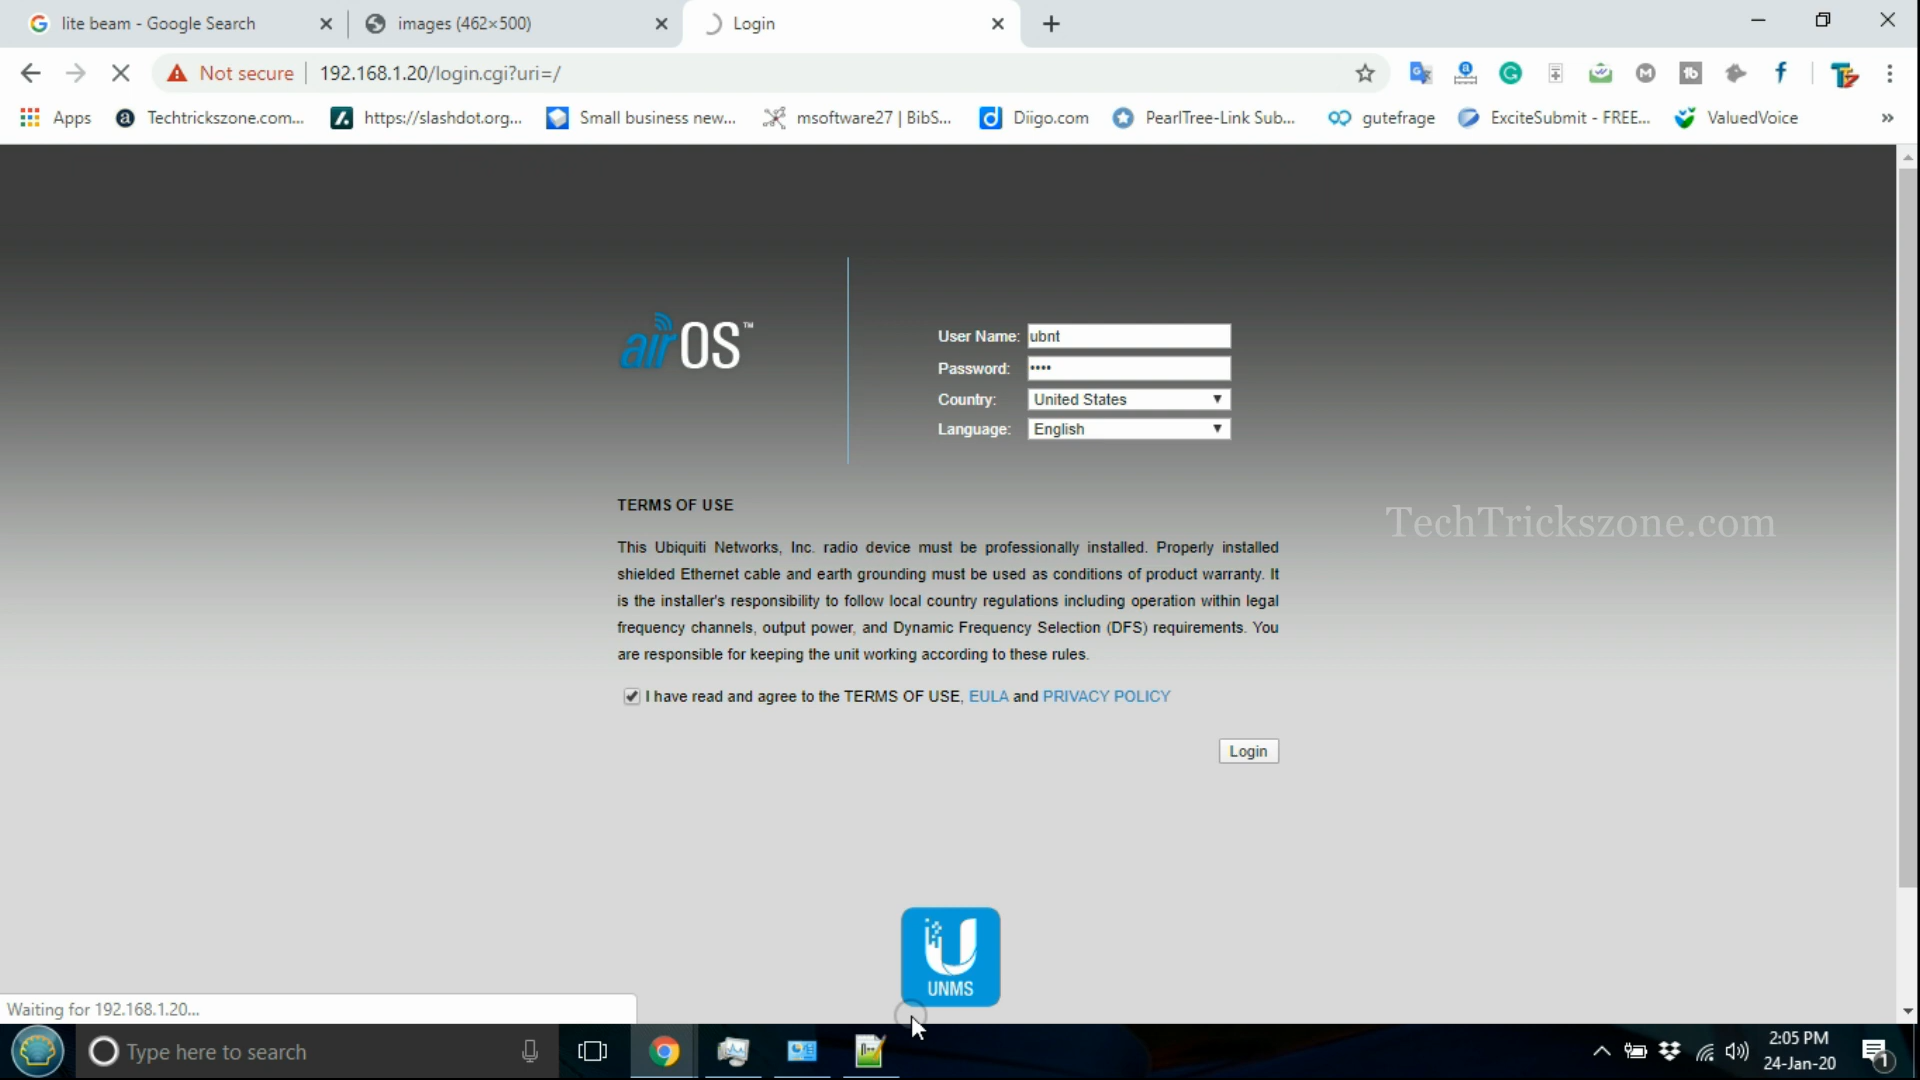 lite beam - Google Search
images (462×500)
Login
Not secure
192.168.1.20/login.cgi?uri=/
Apps
Techtrickszone.com...
https://slashdot.org...
Small business new...
msoftware27 | BibS...
Diigo.com
PearlTree-Link Sub...
gutefrage
ExciteSubmit - FREE...
ValuedVoice
»
airOS™
User Name: ubnt
Password: ••••
Country: United States
Language: English
TERMS OF USE
This Ubiquiti Networks, Inc. radio device must be professionally installed. Properly installed
shielded Ethernet cable and earth grounding must be used as conditions of product warranty. It
is the installer's responsibility to follow local country regulations including operation within legal
frequency channels, output power, and Dynamic Frequency Selection (DFS) requirements. You
are responsible for keeping the unit working according to these rules.
I have read and agree to the TERMS OF USE, EULA and PRIVACY POLICY
Login
TechTrickszone.com
UNMS
Waiting for 192.168.1.20...
Type here to search
2:05 PM
24-Jan-20
1